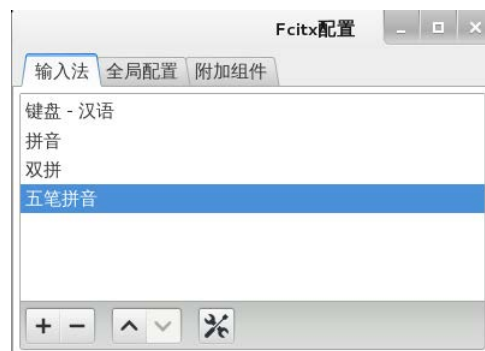 Fcitx配置
输入法 全局配置 附加组件
键盘 - 汉语
拼音
双拼
五笔拼音